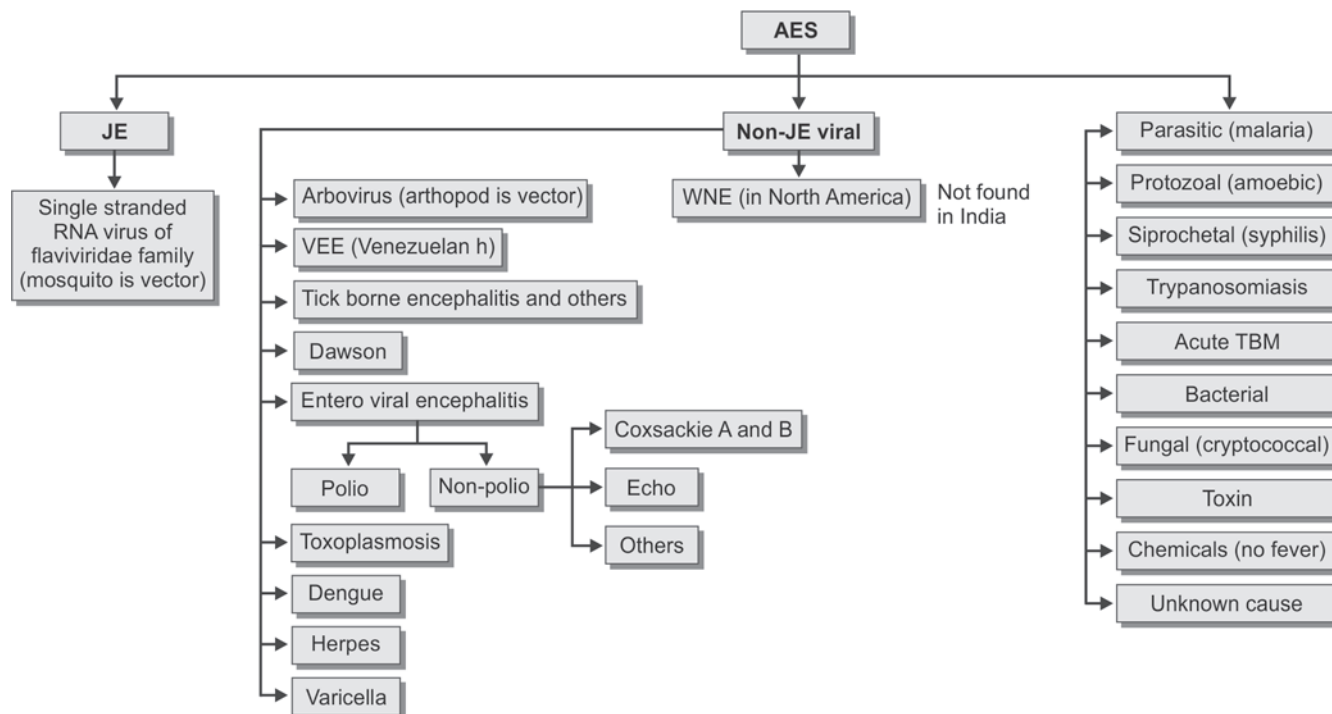 AES
JE
Single stranded
RNA virus of
flaviviridae family
(mosquito is vector)
Non-JE viral
WNE (in North America)
Not found
in India
Arbovirus (arthopod is vector)
VEE (Venezuelan h)
Tick borne encephalitis and others
Dawson
Entero viral encephalitis
Polio
Non-polio
Coxsackie A and B
Echo
Others
Toxoplasmosis
Dengue
Herpes
Varicella
Parasitic (malaria)
Protozoal (amoebic)
Siprochetal (syphilis)
Trypanosomiasis
Acute TBM
Bacterial
Fungal (cryptococcal)
Toxin
Chemicals (no fever)
Unknown cause